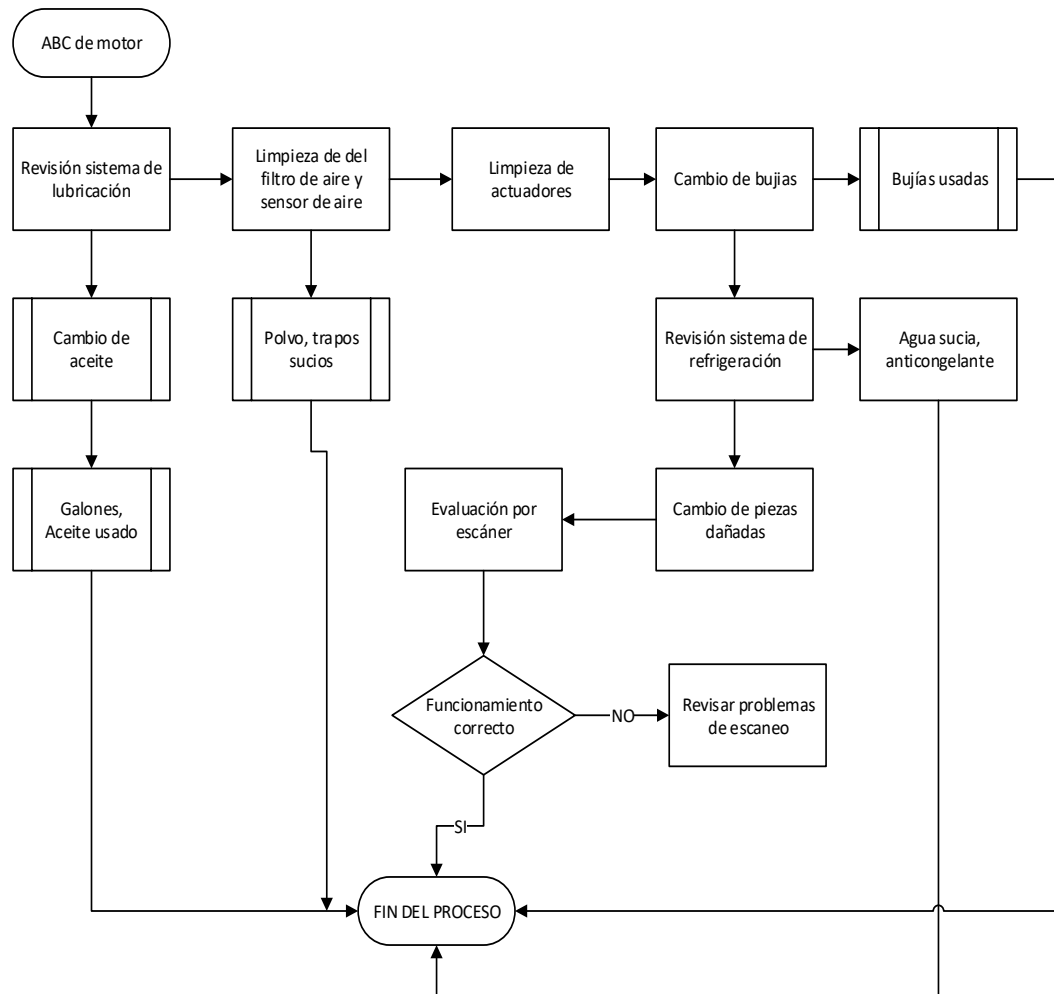 ABC de motor
Revisión sistema de
lubricación
Limpieza de del
filtro de aire y
sensor de aire
Limpieza de
actuadores
Cambio de bujias
Bujías usadas
Cambio de
aceite
Polvo, trapos
sucios
Revisión sistema de
refrigeración
Agua sucia,
anticongelante
Galones,
Aceite usado
Evaluación por
escáner
Cambio de piezas
dañadas
Funcionamiento
correcto
NO
Revisar problemas
de escaneo
SI
FIN DEL PROCESO